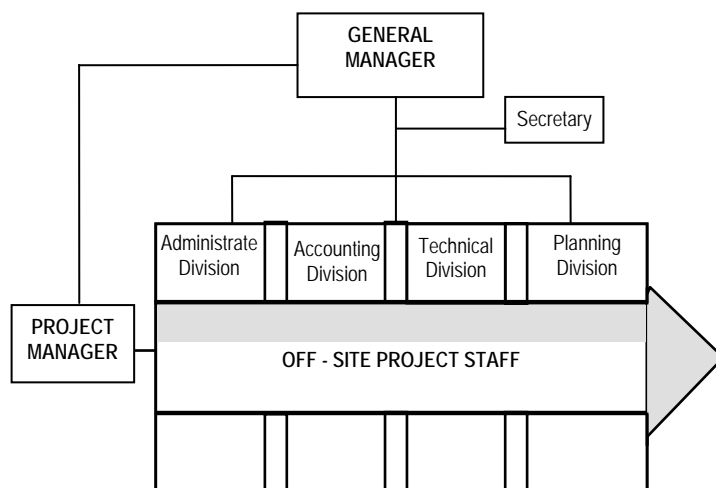 GENERAL
MANAGER
Secretary
Administrate
Division
Accounting
Division
Technical
Division
Planning
Division
PROJECT
MANAGER
OFF - SITE PROJECT STAFF